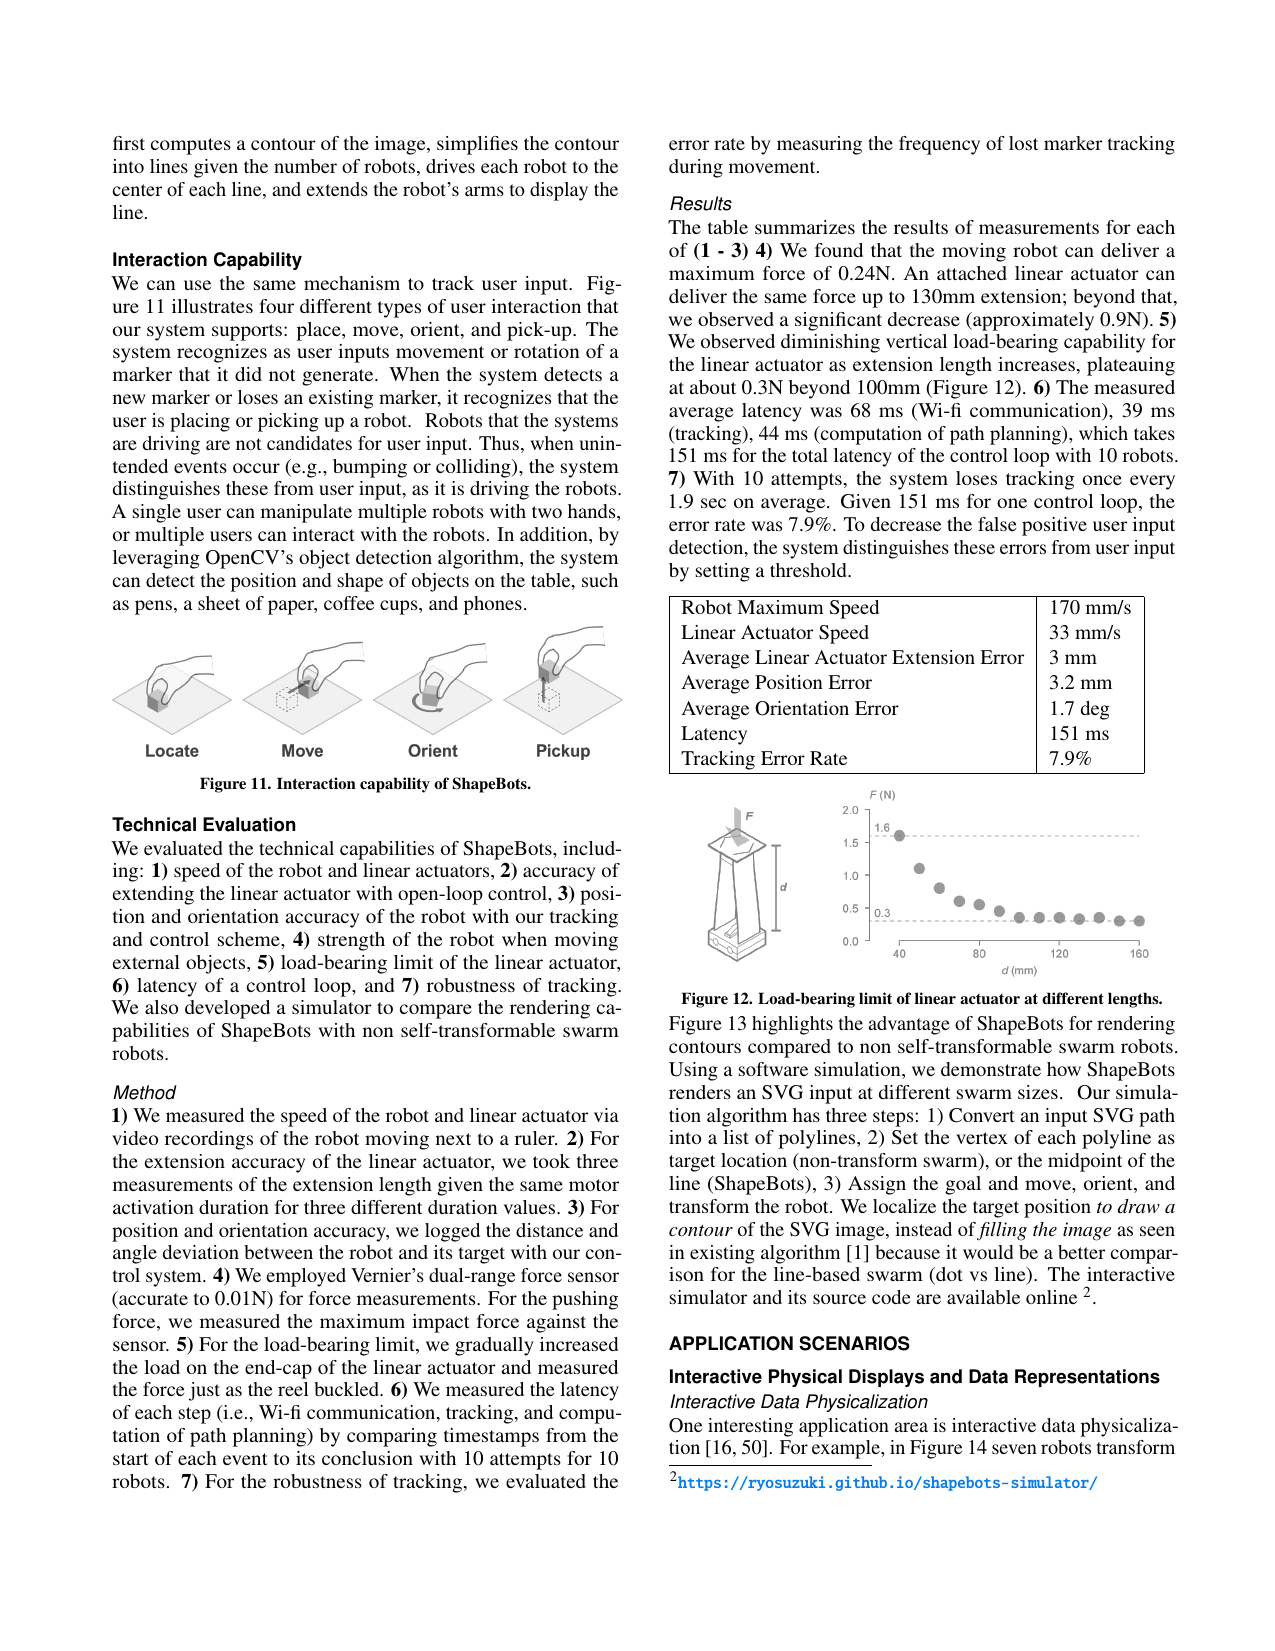 first computes a contour of the image, simplifies the contour
into lines given the number of robots, drives each robot to the
center of each line, and extends the robot's arms to display the
line.
Interaction Capability
We can use the same mechanism to track user input. Fig-
ure 11 illustrates four different types of user interaction that
our system supports: place, move, orient, and pick-up. The
system recognizes as user inputs movement or rotation of a
marker that it did not generate. When the system detects a
new marker or loses an existing marker, it recognizes that the
user is placing or picking up a robot. Robots that the systems
are driving are not candidates for user input. Thus, when unin-
tended events occur (e.g., bumping or colliding), the system
distinguishes these from user input, as it is driving the robots.
A single user can manipulate multiple robots with two hands,
or multiple users can interact with the robots. In addition, by
leveraging OpenCV's object detection algorithm, the system
can detect the position and shape of objects on the table, such
as pens, a sheet of paper, coffee cups, and phones.
Locate Move Orient Pickup
Figure 11. Interaction capability of ShapeBots.
Technical Evaluation
We evaluated the technical capabilities of ShapeBots, includ-
ing: 1) speed of the robot and linear actuators, 2) accuracy of
extending the linear actuator with open-loop control, 3) posi-
tion and orientation accuracy of the robot with our tracking
and control scheme, 4) strength of the robot when moving
external objects, 5) load-bearing limit of the linear actuator,
6) latency of a control loop, and 7) robustness of tracking.
We also developed a simulator to compare the rendering ca-
pabilities of ShapeBots with non self-transformable swarm
robots.
Method
1) We measured the speed of the robot and linear actuator via
video recordings of the robot moving next to a ruler. 2) For
the extension accuracy of the linear actuator, we took three
measurements of the extension length given the same motor
activation duration for three different duration values. 3) For
position and orientation accuracy, we logged the distance and
angle deviation between the robot and its target with our con-
trol system. 4) We employed Vernier's dual-range force sensor
(accurate to 0.01N) for force measurements. For the pushing
force, we measured the maximum impact force against the
sensor. 5) For the load-bearing limit, we gradually increased
the load on the end-cap of the linear actuator and measured
the force just as the reel buckled. 6) We measured the latency
of each step (i.e., Wi-fi communication, tracking, and compu-
tation of path planning) by comparing timestamps from the
start of each event to its conclusion with 10 attempts for 10
robots. 7) For the robustness of tracking, we evaluated the
error rate by measuring the frequency of lost marker tracking
during movement.
Results
The table summarizes the results of measurements for each
of (1 - 3) 4) We found that the moving robot can deliver a
maximum force of 0.24N. An attached linear actuator can
deliver the same force up to 130mm extension; beyond that,
we observed a significant decrease (approximately 0.9N). 5)
We observed diminishing vertical load-bearing capability for
the linear actuator as extension length increases, plateauing
at about 0.3N beyond 100mm (Figure 12). 6) The measured
average latency was 68 ms (Wi-fi communication), 39 ms
(tracking), 44 ms (computation of path planning), which takes
151 ms for the total latency of the control loop with 10 robots.
7) With 10 attempts, the system loses tracking once every
1.9 sec on average. Given 151 ms for one control loop, the
error rate was 7.9%. To decrease the false positive user input
detection, the system distinguishes these errors from user input
by setting a threshold.
Robot Maximum Speed 170 mm/s
Linear Actuator Speed 33 mm/s
Average Linear Actuator Extension Error 3 mm
Average Position Error 3.2 mm
Average Orientation Error 1.7 deg
Latency 151 ms
Tracking Error Rate 7.9%
F
d
F (N)
2.0
1.6
1.5
1.0
0.5
0.3
0.0
40 80 120 160
d (mm)
Figure 12. Load-bearing limit of linear actuator at different lengths.
Figure 13 highlights the advantage of ShapeBots for rendering
contours compared to non self-transformable swarm robots.
Using a software simulation, we demonstrate how ShapeBots
renders an SVG input at different swarm sizes. Our simula-
tion algorithm has three steps: 1) Convert an input SVG path
into a list of polylines, 2) Set the vertex of each polyline as
target location (non-transform swarm), or the midpoint of the
line (ShapeBots), 3) Assign the goal and move, orient, and
transform the robot. We localize the target position to draw a
contour of the SVG image, instead of filling the image as seen
in existing algorithm [1] because it would be a better compar-
ison for the line-based swarm (dot vs line). The interactive
simulator and its source code are available online 2.
APPLICATION SCENARIOS
Interactive Physical Displays and Data Representations
Interactive Data Physicalization
One interesting application area is interactive data physicaliza-
tion [16, 50]. For example, in Figure 14 seven robots transform
2https://ryosuzuki.github.io/shapebots-simulator/